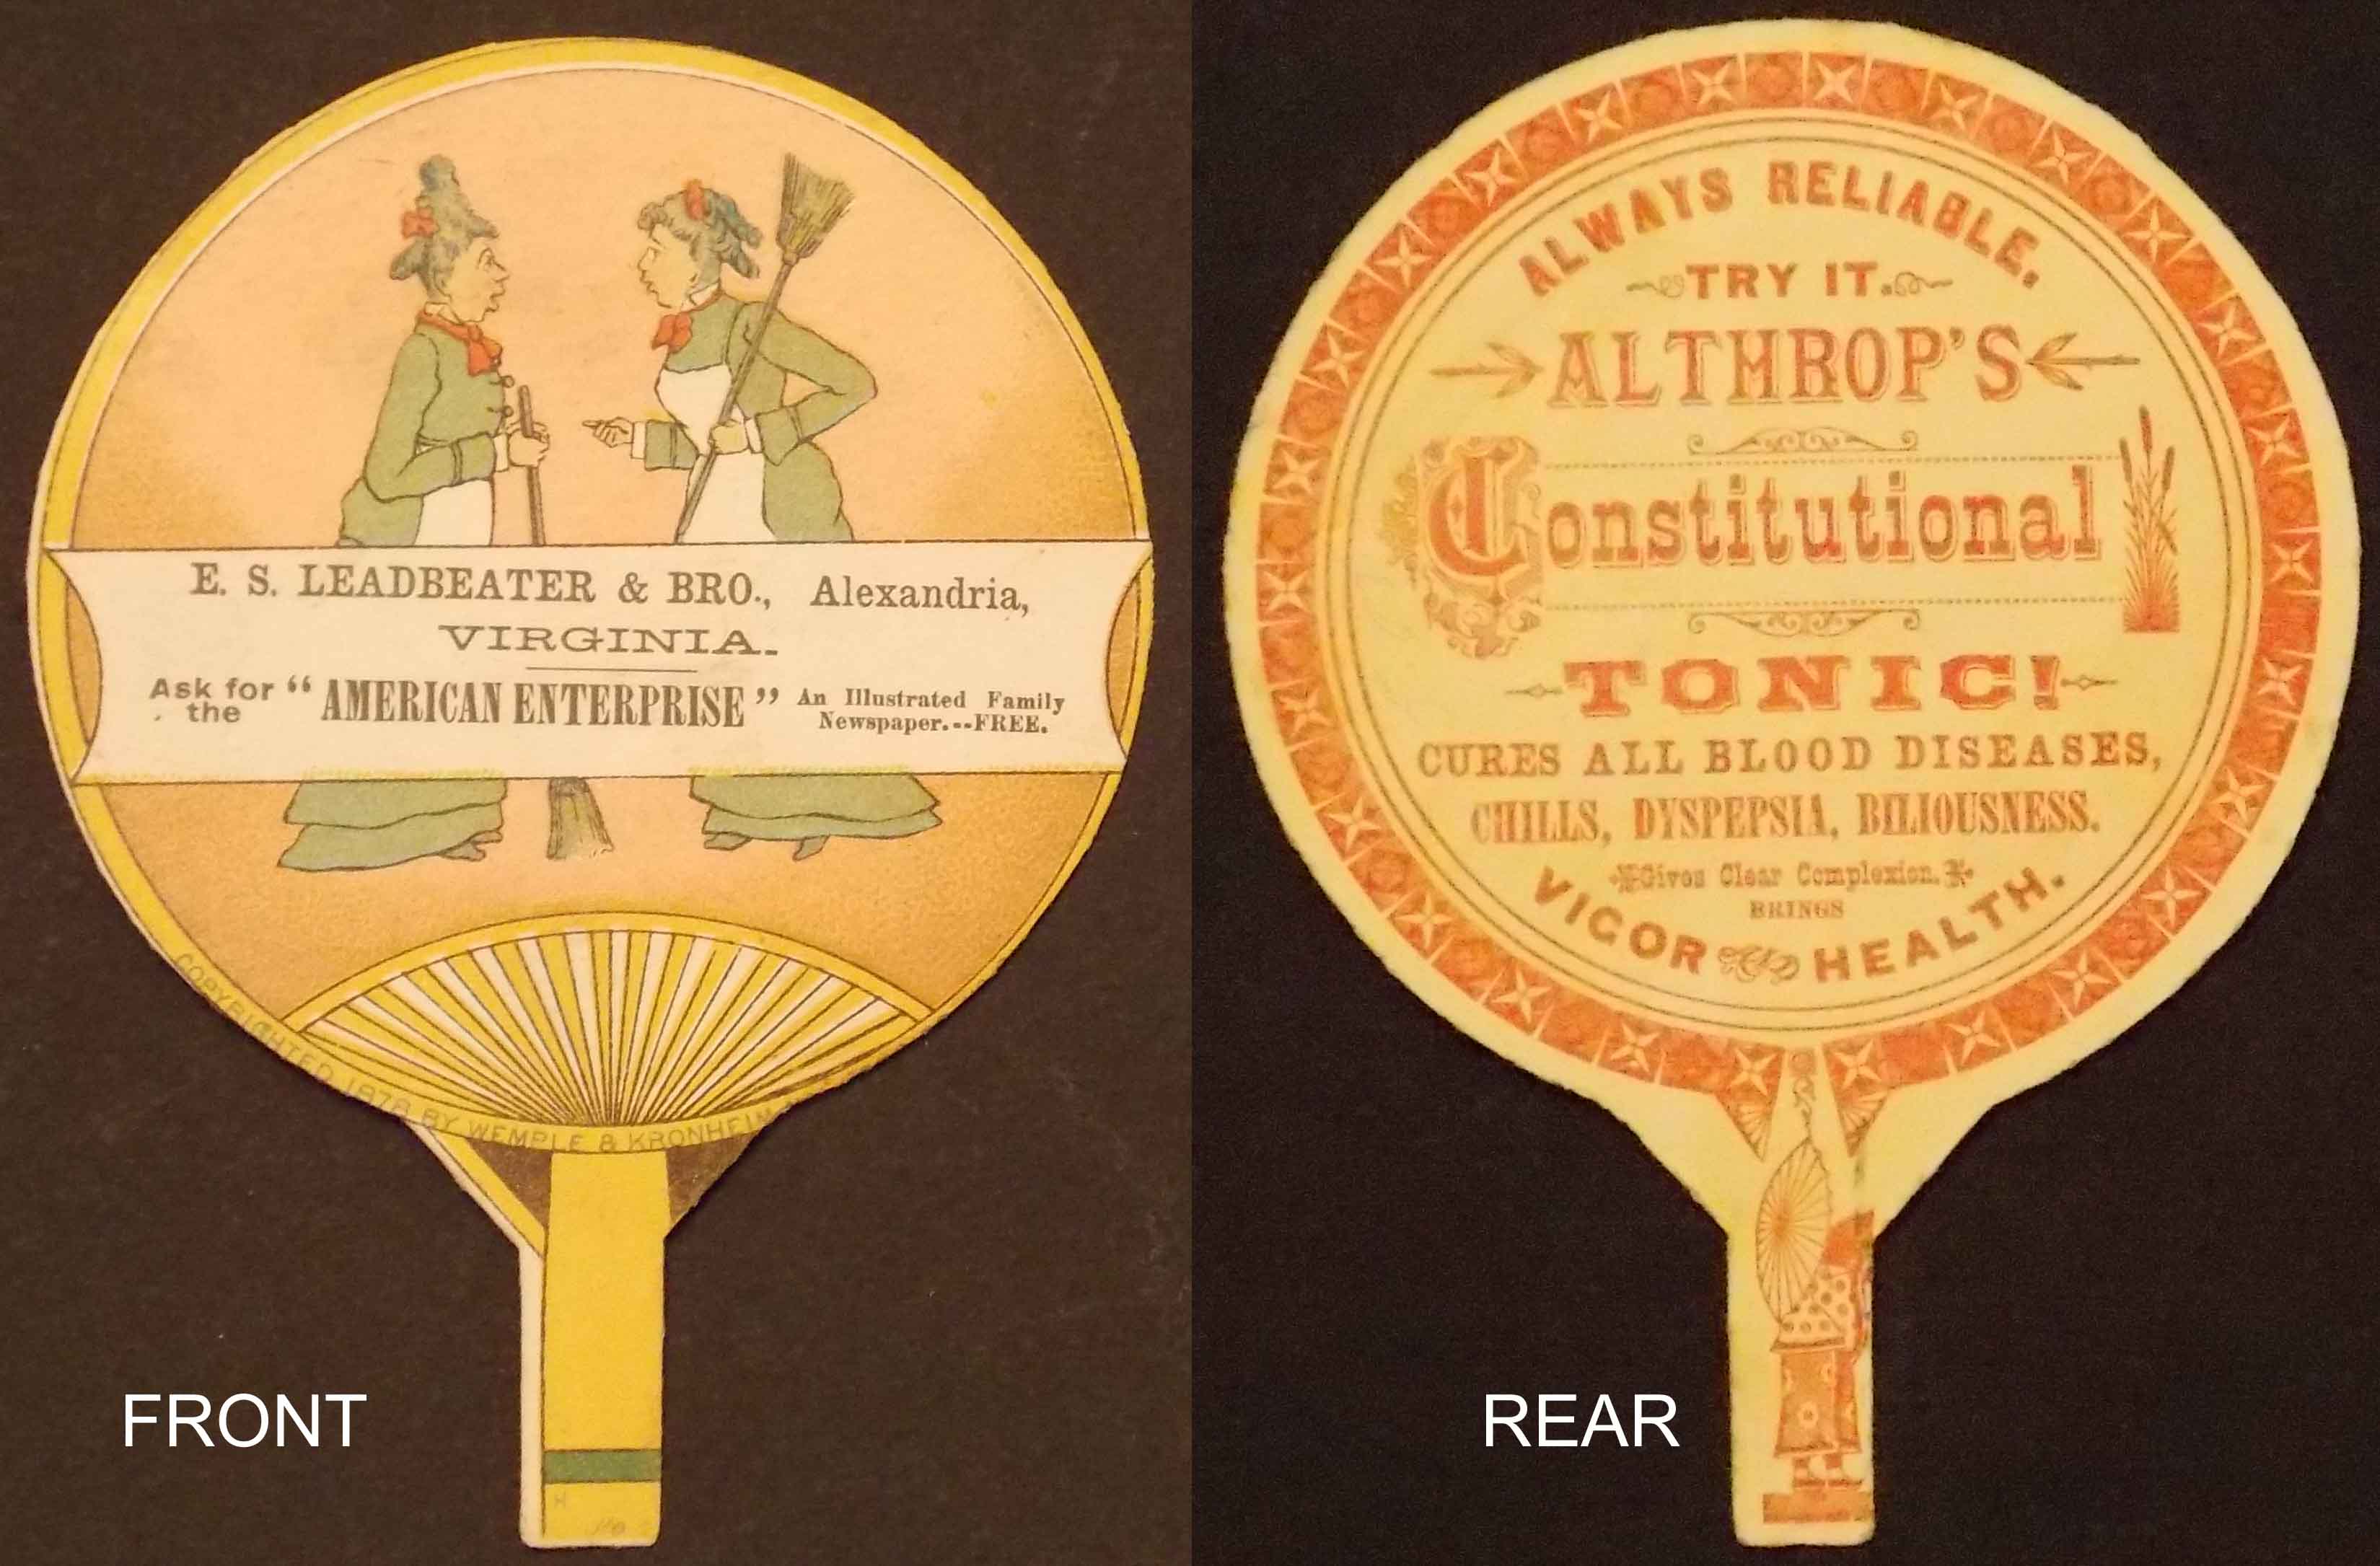 E. S. LEADBEATER & BRO., Alexandria,
VIRGINIA.
Ask for the "AMERICAN ENTERPRISE" An Illustrated Family Newspaper.--FREE.
COPYRIGHTED 1878 BY WEMPLE & KRONHEIM
H
FRONT
ALWAYS RELIABLE.
TRY IT.
ALTHROP'S
Constitutional
TONIC!
CURES ALL BLOOD DISEASES,
CHILLS, DYSPEPSIA, BILIOUSNESS.
Gives Clear Complexion.
BRINGS
VIGOR HEALTH.
REAR